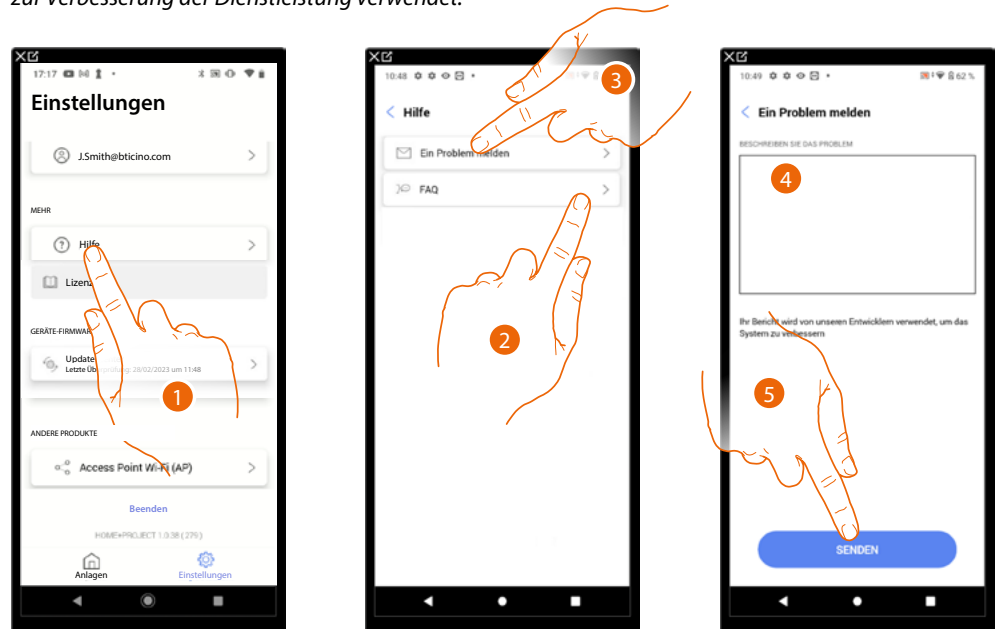 zur Verbesserung der Dienstleistung verwendet.
17:17
Einstellungen
J.Smith@bticino.com
MEHR
Hilfe
Lizenz
GERÄTE-FIRMWAR
Update
Letzte Üb
28/02/2023 um 11:48
1
ANDERE PRODUKTE
Access Point Wi-Fi (AP)
Beenden
HOME+PROJECT 1.0.38 (279)
Anlagen
Einstellungen
10:48
3
Hilfe
Ein Problem melden
FAQ
2
10:49
62 %
Ein Problem melden
BESCHREIBEN SIE DAS PROBLEM
4
Ihr Bericht wird von unseren Entwicklern verwendet, um das
System zu verbessern
5
SENDEN